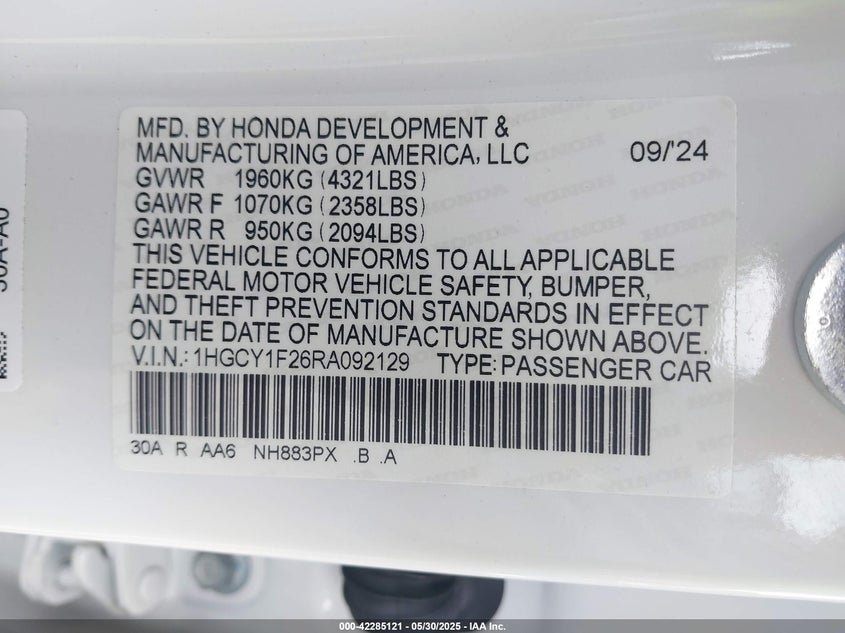 MFD. BY HONDA DEVELOPMENT &
MANUFACTURING OF AMERICA, LLC 09/'24
GVWR 1960KG (4321LBS)
GAWR F 1070KG (2358LBS)
GAWR R 950KG (2094LBS)
THIS VEHICLE CONFORMS TO ALL APPLICABLE
FEDERAL MOTOR VEHICLE SAFETY, BUMPER,
AND THEFT PREVENTION STANDARDS IN EFFECT
ON THE DATE OF MANUFACTURE SHOWN ABOVE.
V.I.N.: 1HGCY1F26RA092129 TYPE: PASSENGER CAR
30A R AA6 NH883PX .B .A
30A-A0
000-42285121 - 05/30/2025 - IAA Inc.